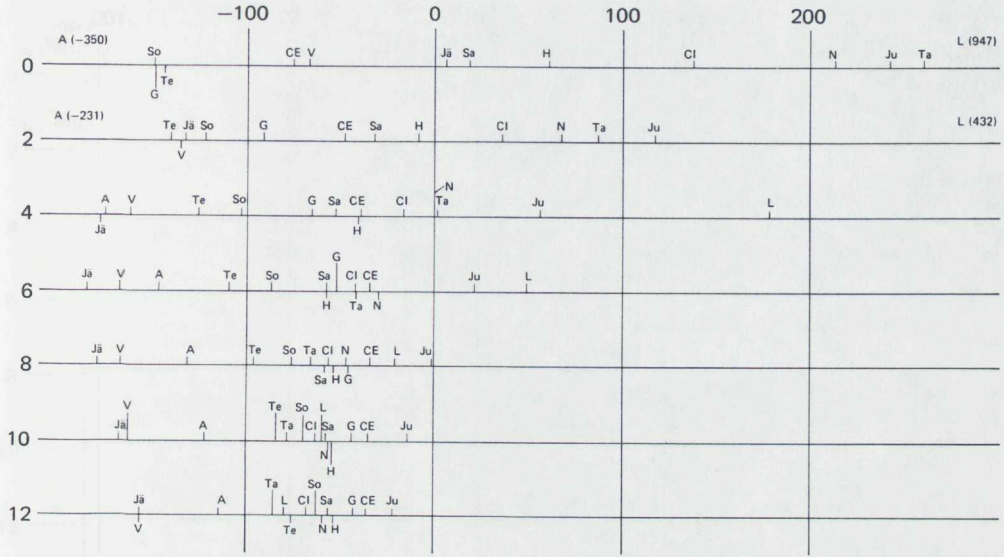 −100 0 100 200
A (−350) So CE V Jä Sa H Cl N Ju Ta L (947)
0
Te
G
A (−231) Te Jä So G CE Sa H Cl N Ta Ju L (432)
2
V
N
A V Te So G Sa CE Cl Ta Ju L
4
Jä H
G
Jä V A Te So Sa Cl CE Ju L
6
H Ta N
Jä V A Te So Ta Cl N CE L Ju
8
Sa H G
V Te So L
Jä A Ta Cl Sa G CE Ju
10
N
H
Ta So
Jä A L Cl Sa G CE Ju
12
V Te N H